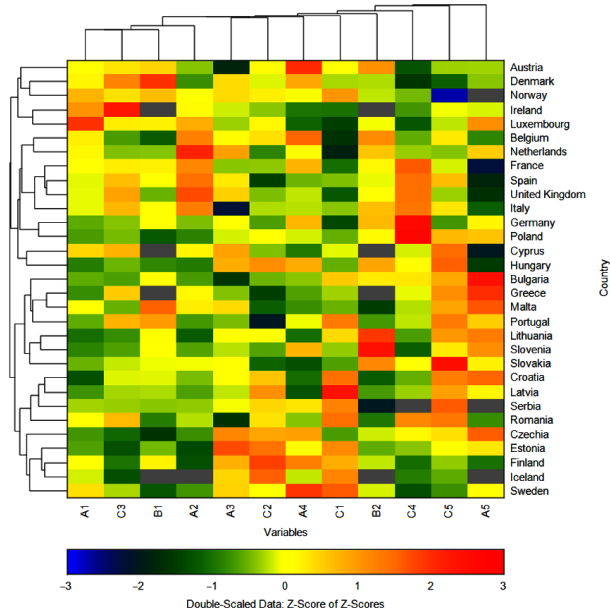 Austria
Denmark
Norway
Ireland
Luxembourg
Belgium
Netherlands
France
Spain
United Kingdom
Italy
Germany
Poland
Cyprus
Hungary
Bulgaria
Greece
Malta
Portugal
Lithuania
Slovenia
Slovakia
Croatia
Latvia
Serbia
Romania
Czechia
Estonia
Finland
Iceland
Sweden
Country
A1 C3 B1 A2 A3 C2 A4 C1 B2 C4 C5 A5
Variables
−3 −2 −1 0 1 2 3
Double-Scaled Data: Z-Score of Z-Scores